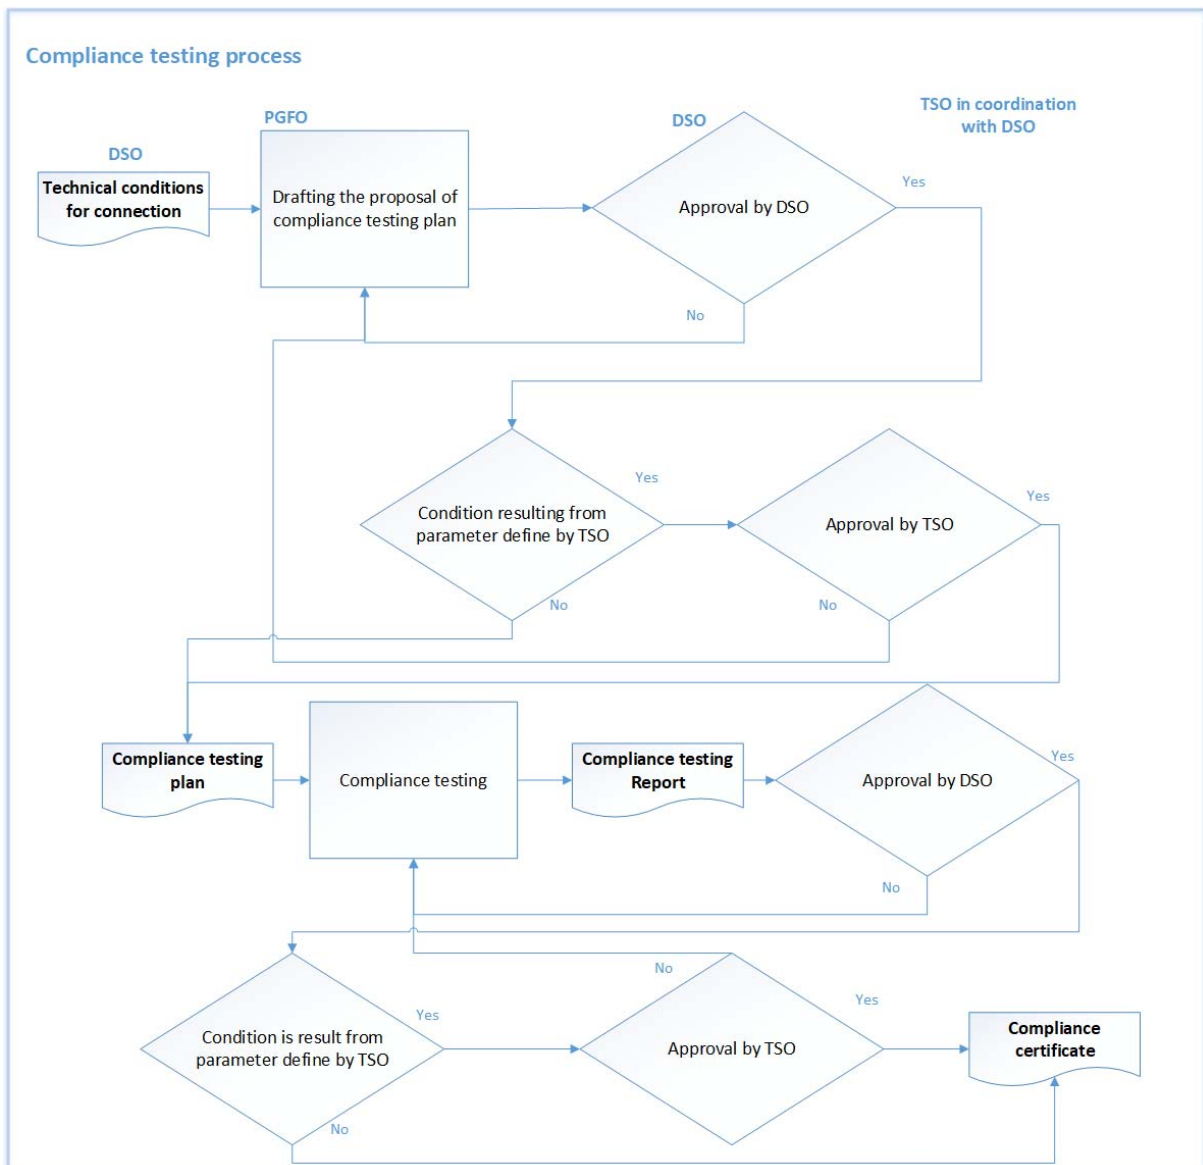 Compliance testing process
TSO in coordination
with DSO
PGFO
DSO
DSO
Technical conditions
for connection
Drafting the proposal of
compliance testing plan
Approval by DSO
Yes
No
Condition resulting from
parameter define by TSO
Yes
No
Approval by TSO
Yes
No
Compliance testing
plan
Compliance testing
Compliance testing
Report
Approval by DSO
Yes
No
Condition is result from
parameter define by TSO
Yes
No
Approval by TSO
No
Yes
Compliance
certificate